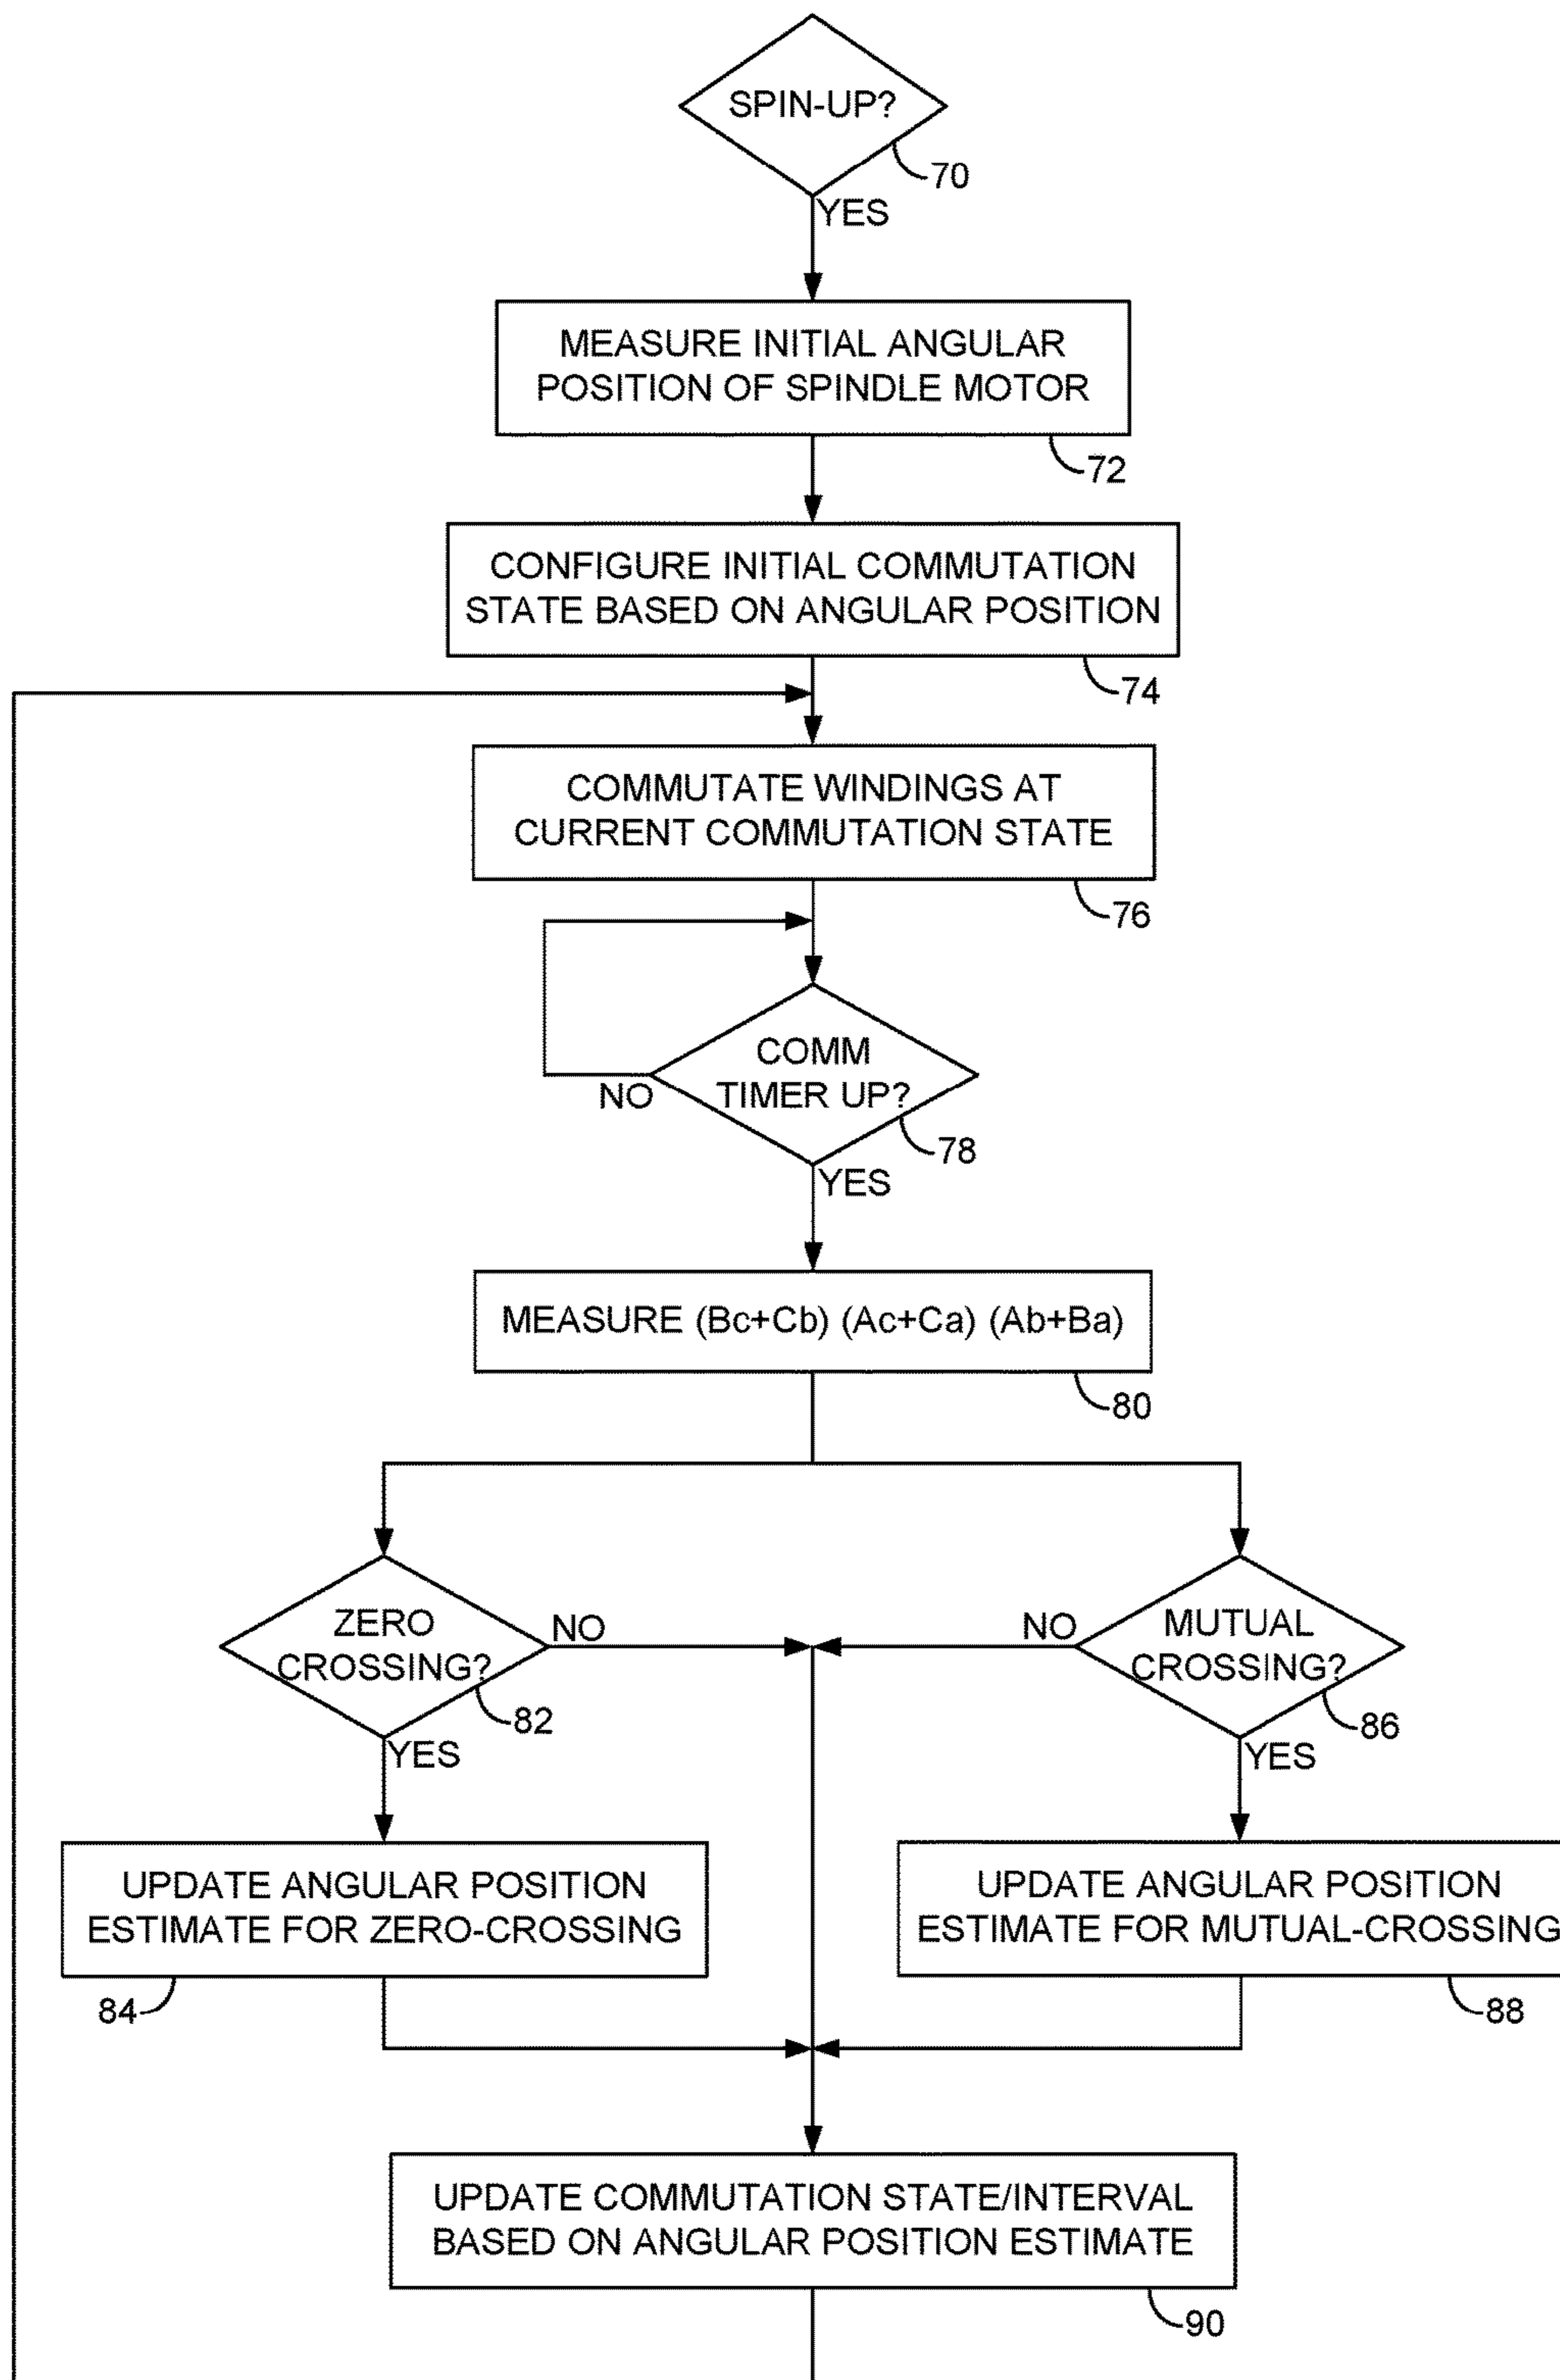 SPIN-UP?
70
YES
MEASURE INITIAL ANGULAR
POSITION OF SPINDLE MOTOR
72
CONFIGURE INITIAL COMMUTATION
STATE BASED ON ANGULAR POSITION
74
COMMUTATE WINDINGS AT
CURRENT COMMUTATION STATE
76
COMM
TIMER UP?
NO
78
YES
MEASURE (Bc+Cb) (Ac+Ca) (Ab+Ba)
80
ZERO
CROSSING?
NO
82
YES
MUTUAL
CROSSING?
NO
86
YES
UPDATE ANGULAR POSITION
ESTIMATE FOR ZERO-CROSSING
84
UPDATE ANGULAR POSITION
ESTIMATE FOR MUTUAL-CROSSING
88
UPDATE COMMUTATION STATE/INTERVAL
BASED ON ANGULAR POSITION ESTIMATE
90